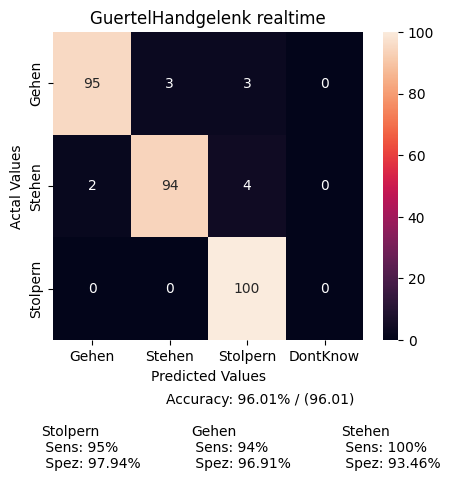 GuertelHandgelenk realtime
100
Gehen 95 3 3 0
80
60
Actal Values
Stehen 2 94 4 0
40
20
Stolpern 0 0 100 0
0
Gehen Stehen Stolpern DontKnow
Predicted Values
Accuracy: 96.01% / (96.01)
Stolpern Gehen Stehen
Sens: 95% Sens: 94% Sens: 100%
Spez: 97.94% Spez: 96.91% Spez: 93.46%